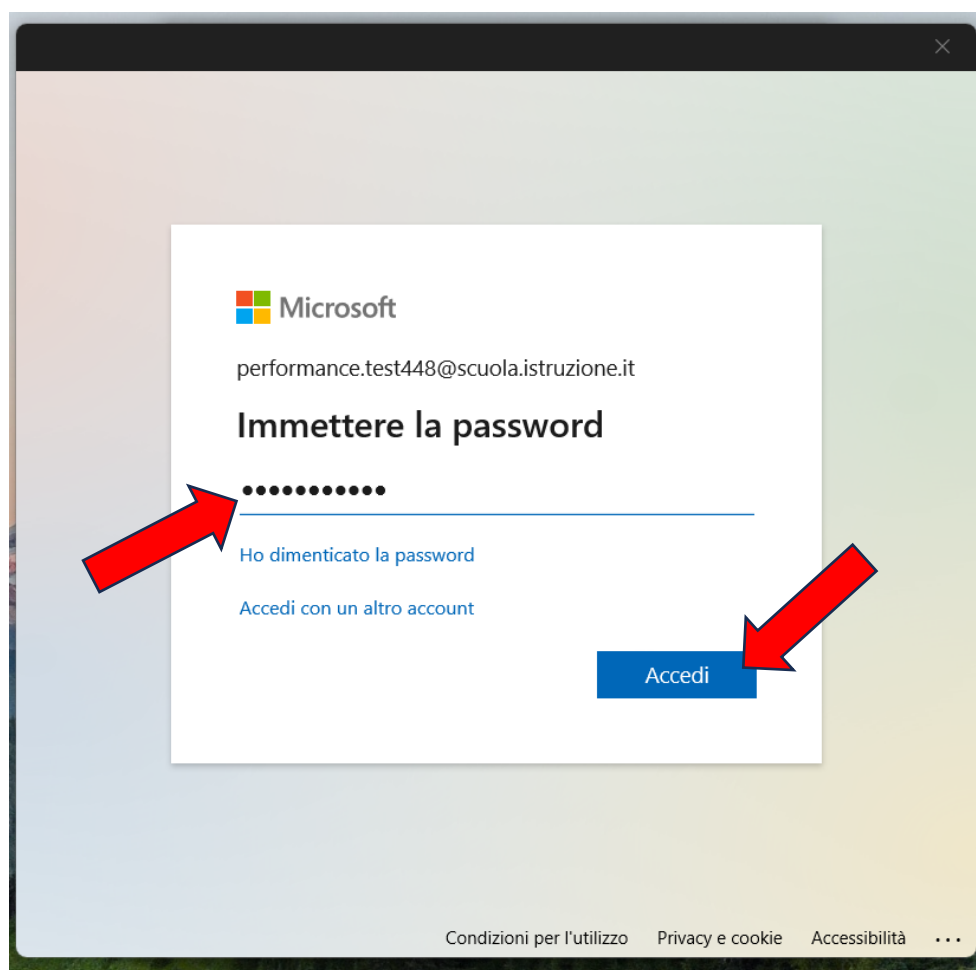 Microsoft
performance.test448@scuola.istruzione.it
Immettere la password
•••••••••••
Ho dimenticato la password
Accedi con un altro account
Accedi
Condizioni per l'utilizzo Privacy e cookie Accessibilità ...